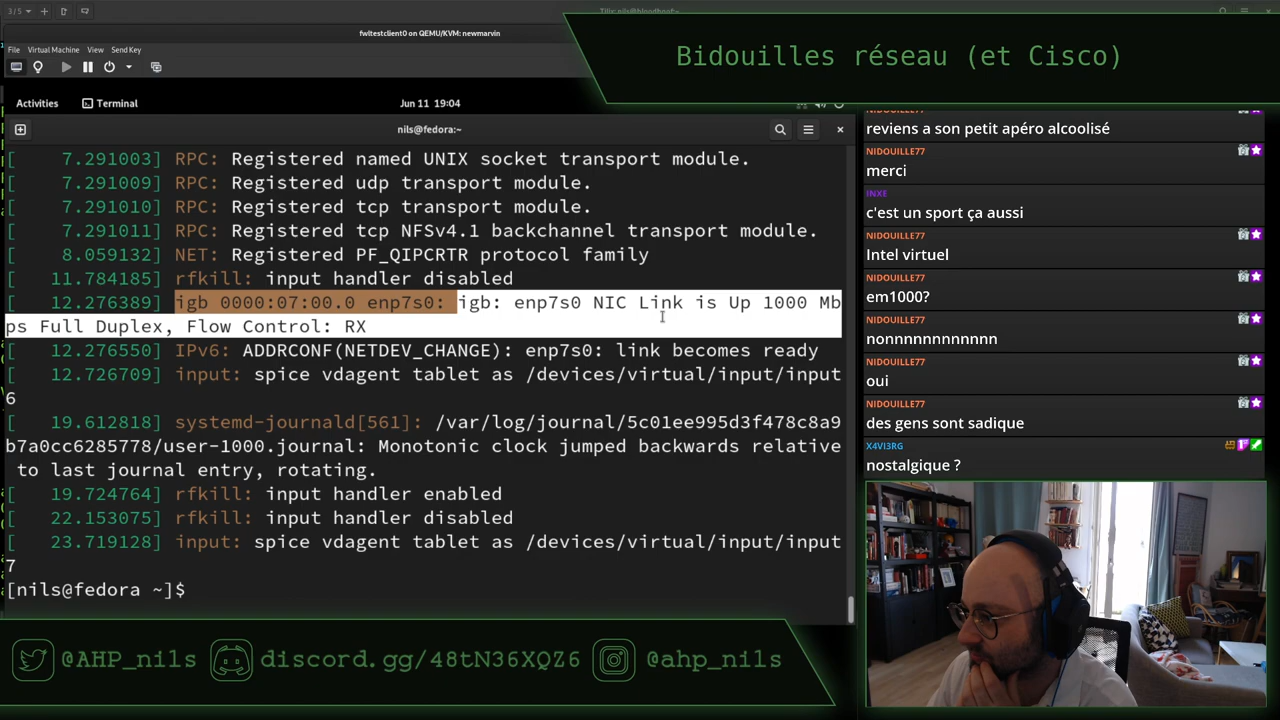 3/5
fwltestclient0 on QEMU/KVM: newmarvin
File Virtual Machine View Send Key
Bidouilles réseau (et Cisco)
Activities Terminal Jun 11 19:04
nils@fedora:~
[ 7.291003] RPC: Registered named UNIX socket transport module.
[ 7.291009] RPC: Registered udp transport module.
[ 7.291010] RPC: Registered tcp transport module.
[ 7.291011] RPC: Registered tcp NFSv4.1 backchannel transport module.
[ 8.059132] NET: Registered PF_QIPCRTR protocol family
[ 11.784185] rfkill: input handler disabled
[ 12.276389] igb 0000:07:00.0 enp7s0: igb: enp7s0 NIC Link is Up 1000 Mb
ps Full Duplex, Flow Control: RX
[ 12.276550] IPv6: ADDRCONF(NETDEV_CHANGE): enp7s0: link becomes ready
[ 12.726709] input: spice vdagent tablet as /devices/virtual/input/input
6
[ 19.612818] systemd-journald[561]: /var/log/journal/5c01ee995d3f478c8a9
b7a0cc6285778/user-1000.journal: Monotonic clock jumped backwards relative
to last journal entry, rotating.
[ 19.724764] rfkill: input handler enabled
[ 22.153075] rfkill: input handler disabled
[ 23.719128] input: spice vdagent tablet as /devices/virtual/input/input
7
[nils@fedora ~]$
NIDOUILLE77
reviens a son petit apéro alcoolisé
NIDOUILLE77
merci
INXE
c'est un sport ça aussi
NIDOUILLE77
Intel virtuel
NIDOUILLE77
em1000?
NIDOUILLE77
nonnnnnnnnnnnn
NIDOUILLE77
oui
NIDOUILLE77
des gens sont sadique
X4VI3RG
nostalgique ?
@AHP_nils discord.gg/48tN36XQZ6 @ahp_nils